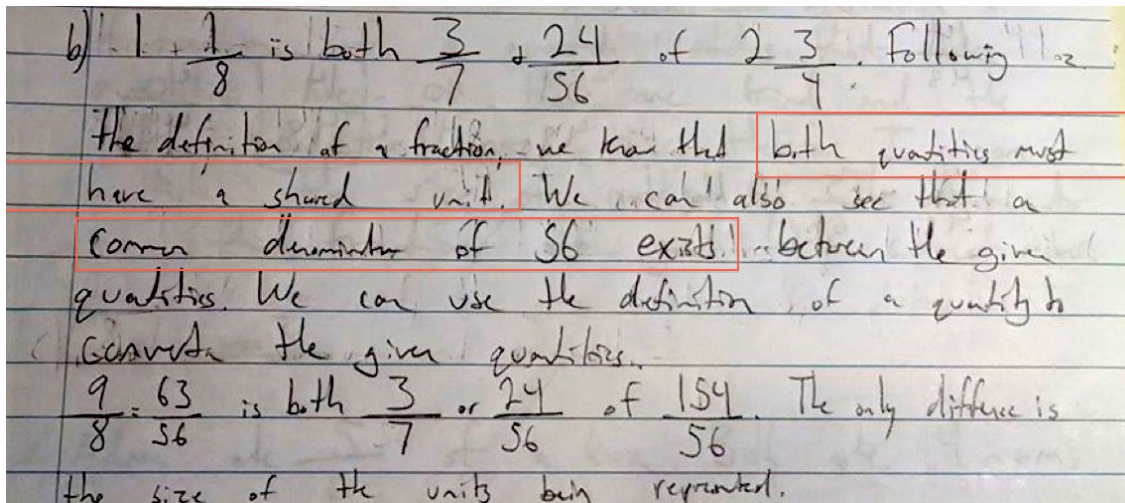 b) 1 + 1/8 is both 3/7 + 24/56 of 2 3/4. Following
the definition of a fraction, we know that both quantities must
have a shared unit. We can also see that a
common denominator of 56 exists between the given
quantities. We can use the definition of a quantity to
convert the given quantities.
9/8 = 63/56 is both 3/7 or 24/56 of 154/56. The only difference is
the size of the units being represented.